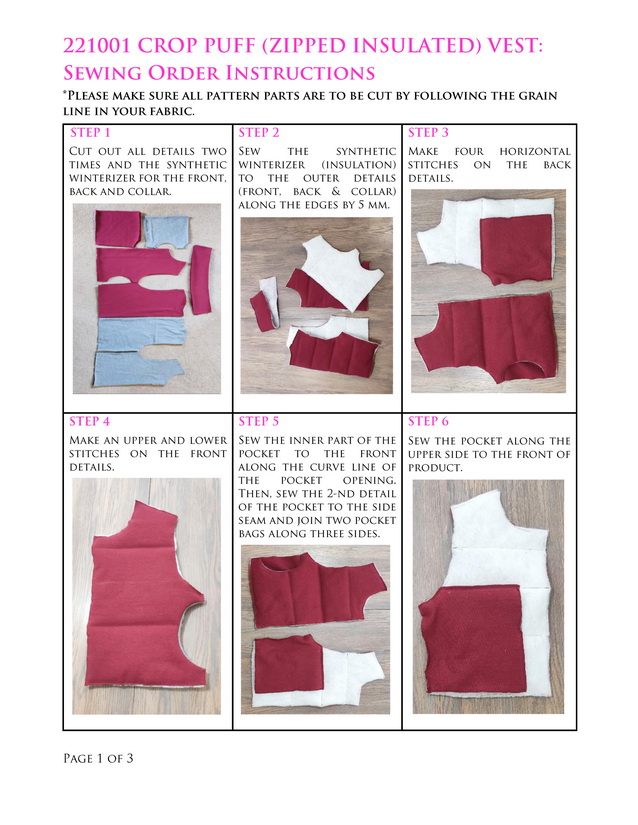 221001 CROP PUFF (ZIPPED INSULATED) VEST:
SEWING ORDER INSTRUCTIONS
*PLEASE MAKE SURE ALL PATTERN PARTS ARE TO BE CUT BY FOLLOWING THE GRAIN
LINE IN YOUR FABRIC.
STEP 1
CUT OUT ALL DETAILS TWO
TIMES AND THE SYNTHETIC
WINTERIZER FOR THE FRONT,
BACK AND COLLAR.
STEP 2
SEW THE SYNTHETIC
WINTERIZER (INSULATION)
TO THE OUTER DETAILS
(FRONT, BACK & COLLAR)
ALONG THE EDGES BY 5 MM.
STEP 3
MAKE FOUR HORIZONTAL
STITCHES ON THE BACK
DETAILS.
STEP 4
MAKE AN UPPER AND LOWER
STITCHES ON THE FRONT
DETAILS.
STEP 5
SEW THE INNER PART OF THE
POCKET TO THE FRONT
ALONG THE CURVE LINE OF
THE POCKET OPENING.
THEN, SEW THE 2-ND DETAIL
OF THE POCKET TO THE SIDE
SEAM AND JOIN TWO POCKET
BAGS ALONG THREE SIDES.
STEP 6
SEW THE POCKET ALONG THE
UPPER SIDE TO THE FRONT OF
PRODUCT.
PAGE 1 OF 3